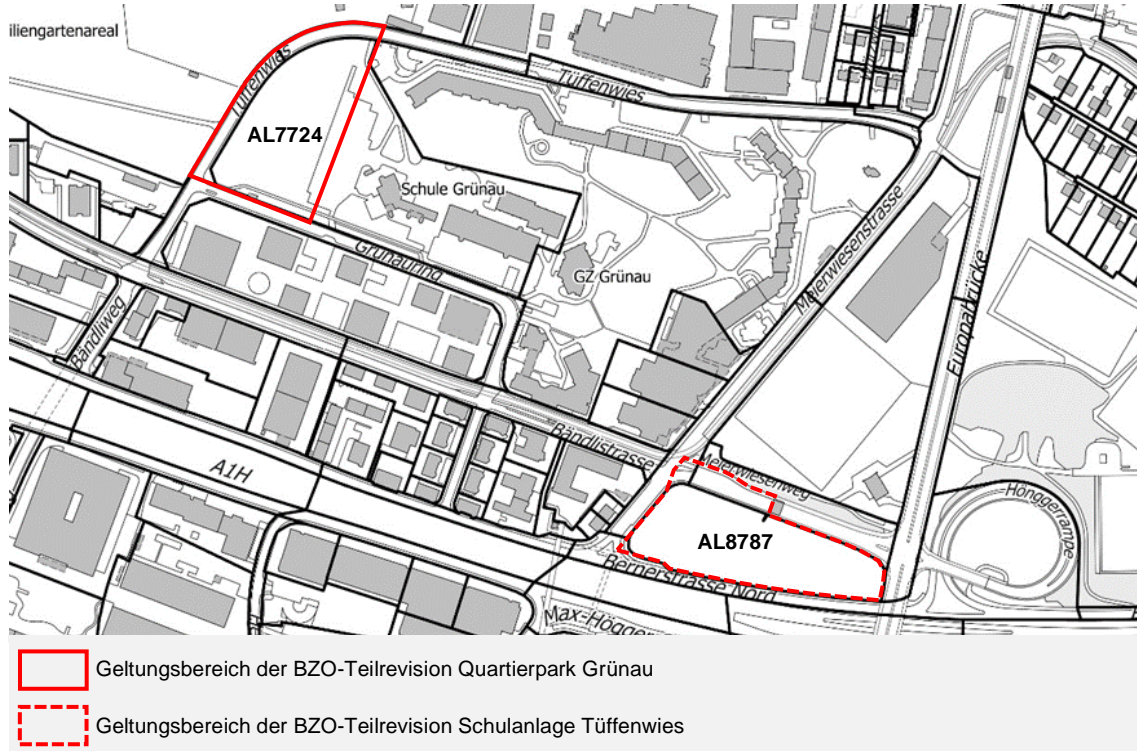 iliengartenareal
Tüffenwies
Tüffenwies
AL7724
Schule Grünau
Grünauring
GZ Grünau
Meierwiesenstrasse
Europabrücke
Bändliweg
Bändlistrasse
Meierwiesenweg
A1H
Hönggerrampe
AL8787
Bernerstrasse Nord
Max-Högger
Geltungsbereich der BZO-Teilrevision Quartierpark Grünau
Geltungsbereich der BZO-Teilrevision Schulanlage Tüffenwies